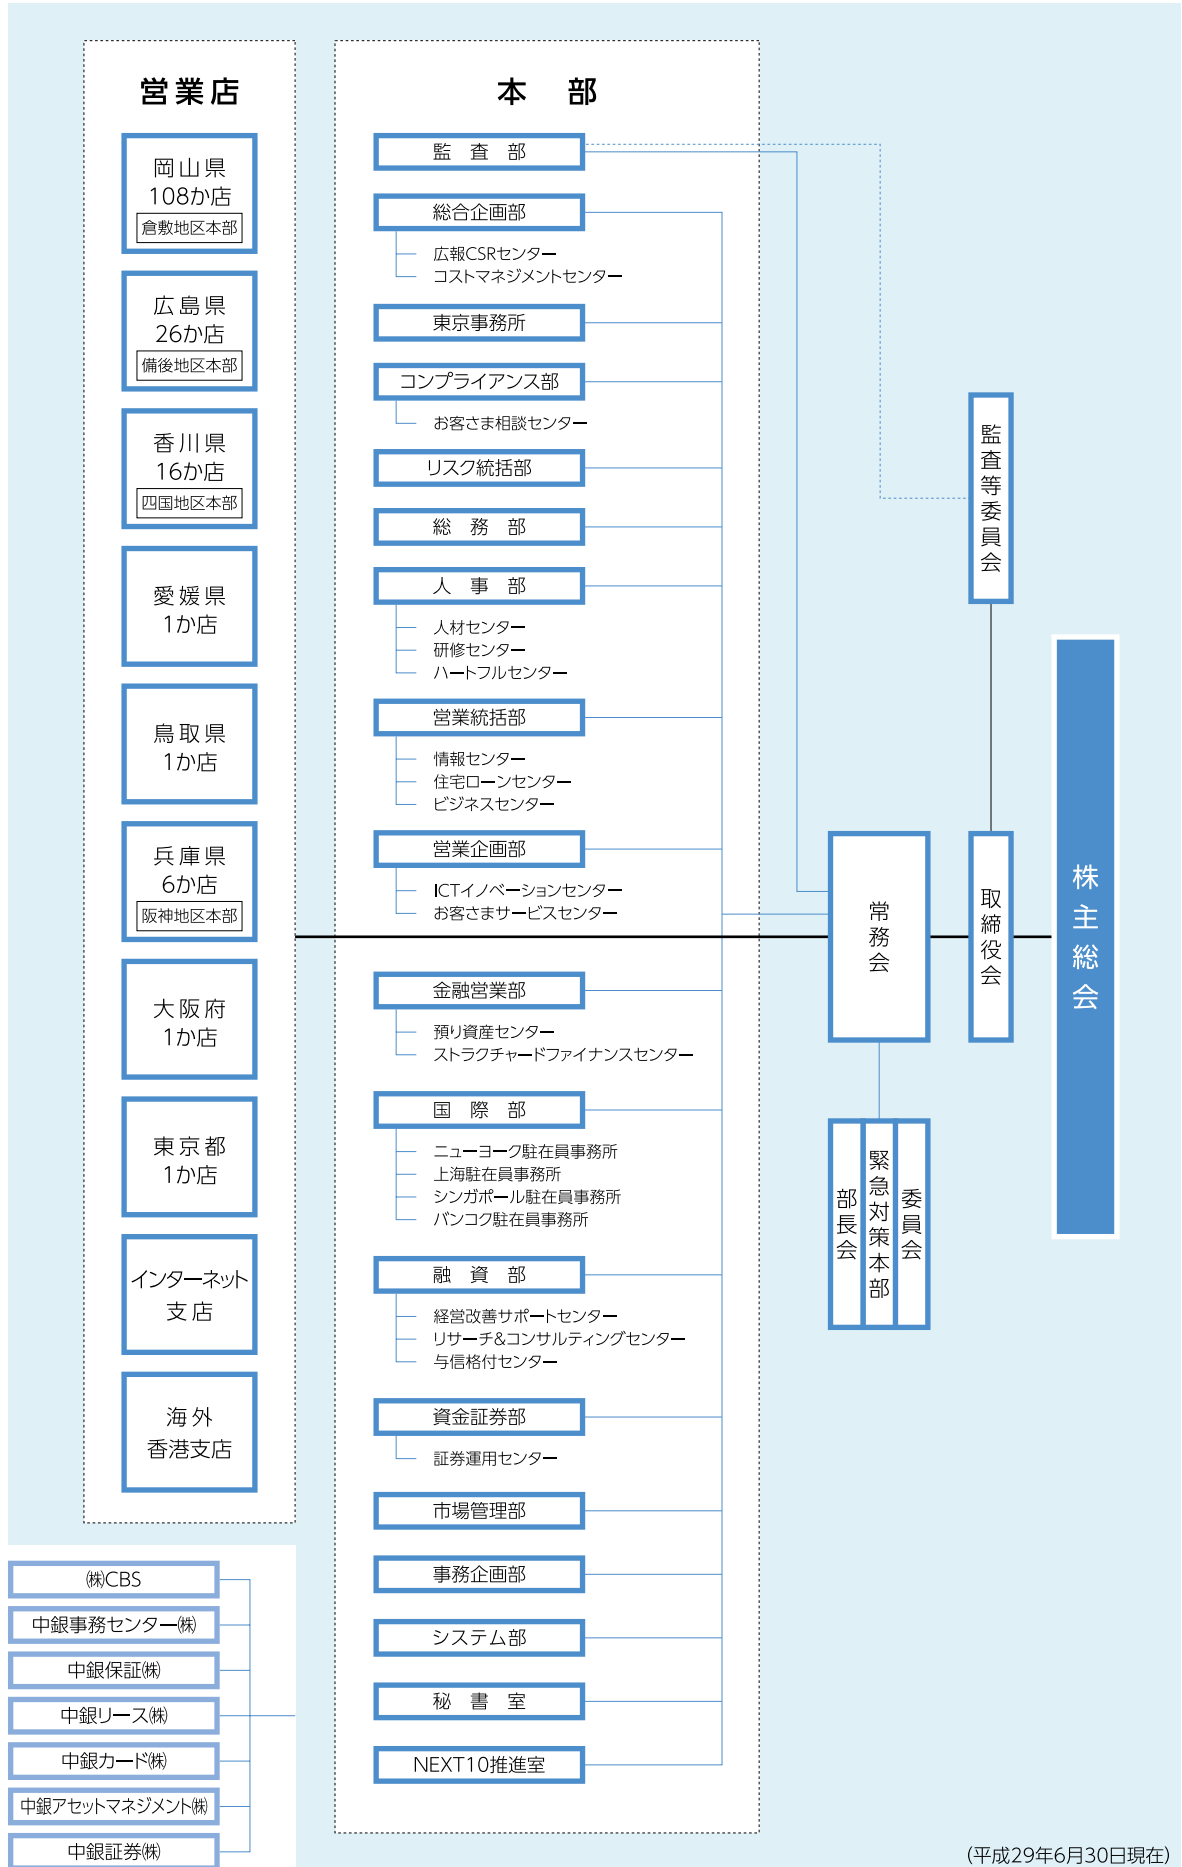 営業店
岡山県
108か店
倉敷地区本部
広島県
26か店
備後地区本部
香川県
16か店
四国地区本部
愛媛県
1か店
鳥取県
1か店
兵庫県
6か店
阪神地区本部
大阪府
1か店
東京都
1か店
インターネット
支店
海外
香港支店
本 部
監 査 部
総合企画部
広報CSRセンター
コストマネジメントセンター
東京事務所
コンプライアンス部
お客さま相談センター
リスク統括部
総 務 部
人 事 部
人材センター
研修センター
ハートフルセンター
営業統括部
情報センター
住宅ローンセンター
ビジネスセンター
営業企画部
ICTイノベーションセンター
お客さまサービスセンター
金融営業部
預り資産センター
ストラクチャードファイナンスセンター
国 際 部
ニューヨーク駐在員事務所
上海駐在員事務所
シンガポール駐在員事務所
バンコク駐在員事務所
融 資 部
経営改善サポートセンター
リサーチ&コンサルティングセンター
与信格付センター
資金証券部
証券運用センター
市場管理部
事務企画部
システム部
秘 書 室
NEXT10推進室
常務会
部長会
緊急対策本部
委員会
監査等委員会
取締役会
株主総会
㈱CBS
中銀事務センター㈱
中銀保証㈱
中銀リース㈱
中銀カード㈱
中銀アセットマネジメント㈱
中銀証券㈱
(平成29年6月30日現在)